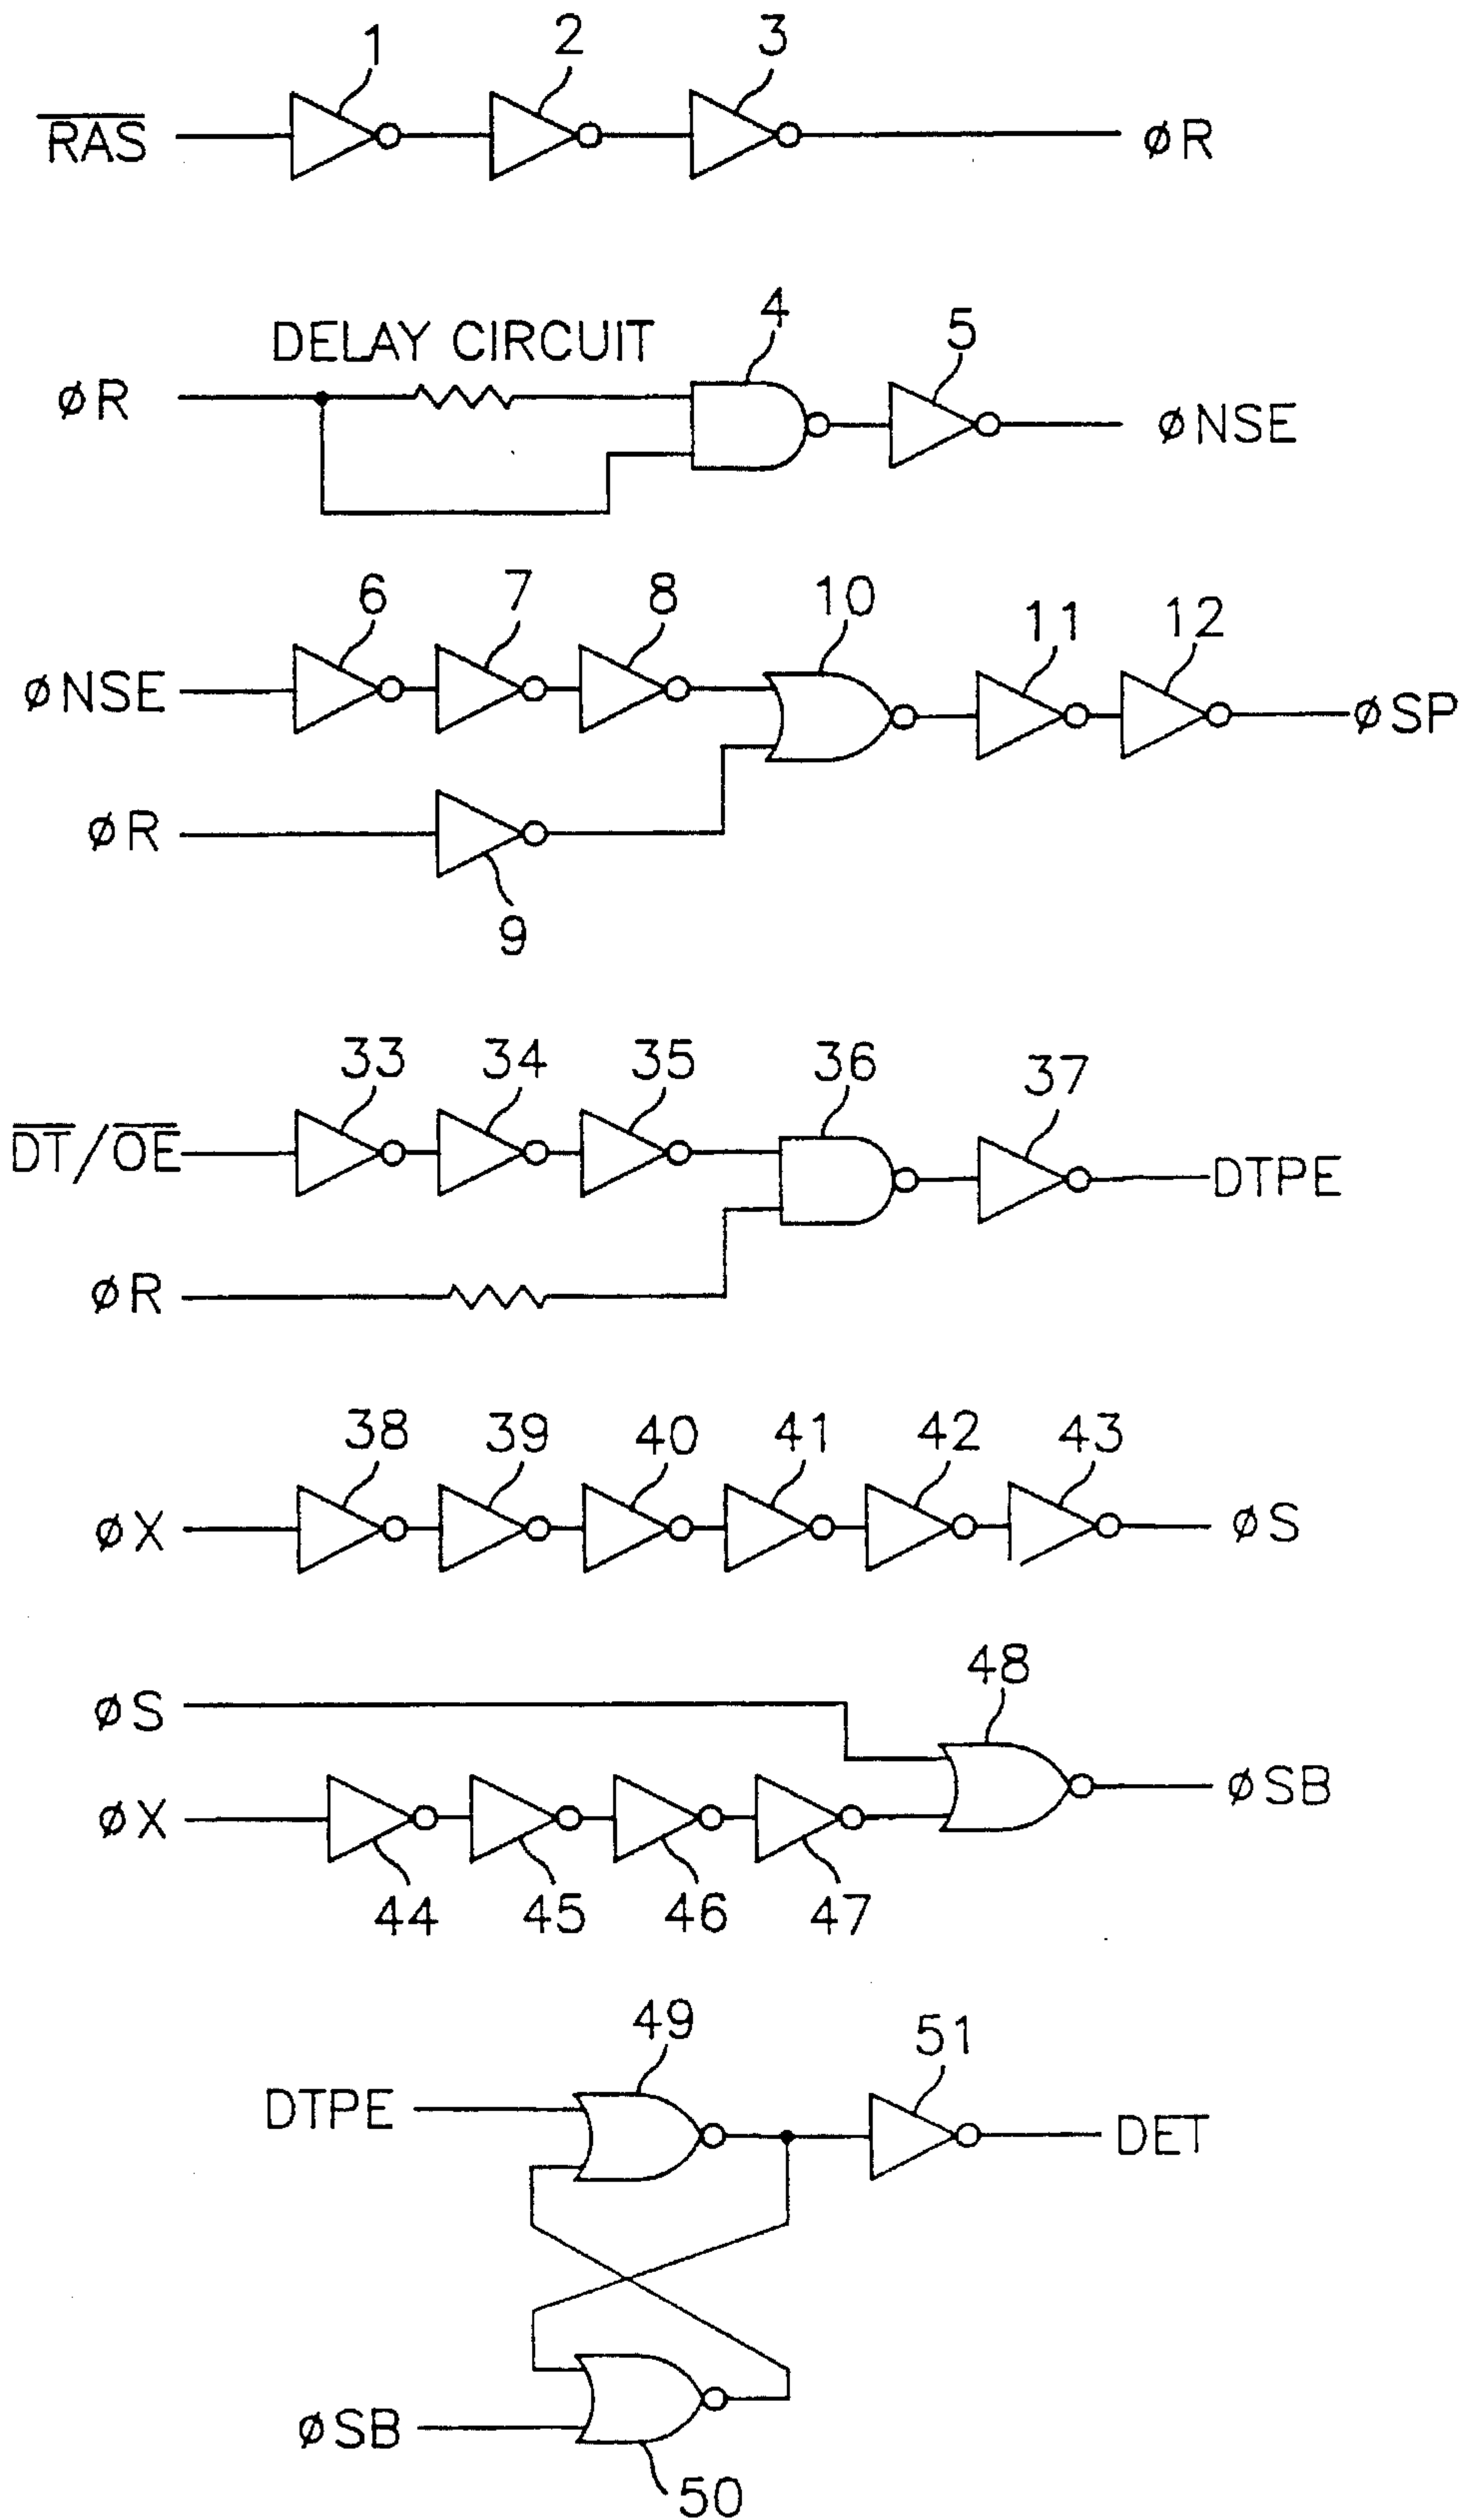 1 2 3
RAS øR
DELAY CIRCUIT 4 5
øR øNSE
6 7 8 10 11 12
øNSE øSP
øR
9
33 34 35 36 37
DT/OE DTPE
øR
38 39 40 41 42 43
øX øS
48
øS
øX øSB
44 45 46 47
49 51
DTPE DET
øSB
50